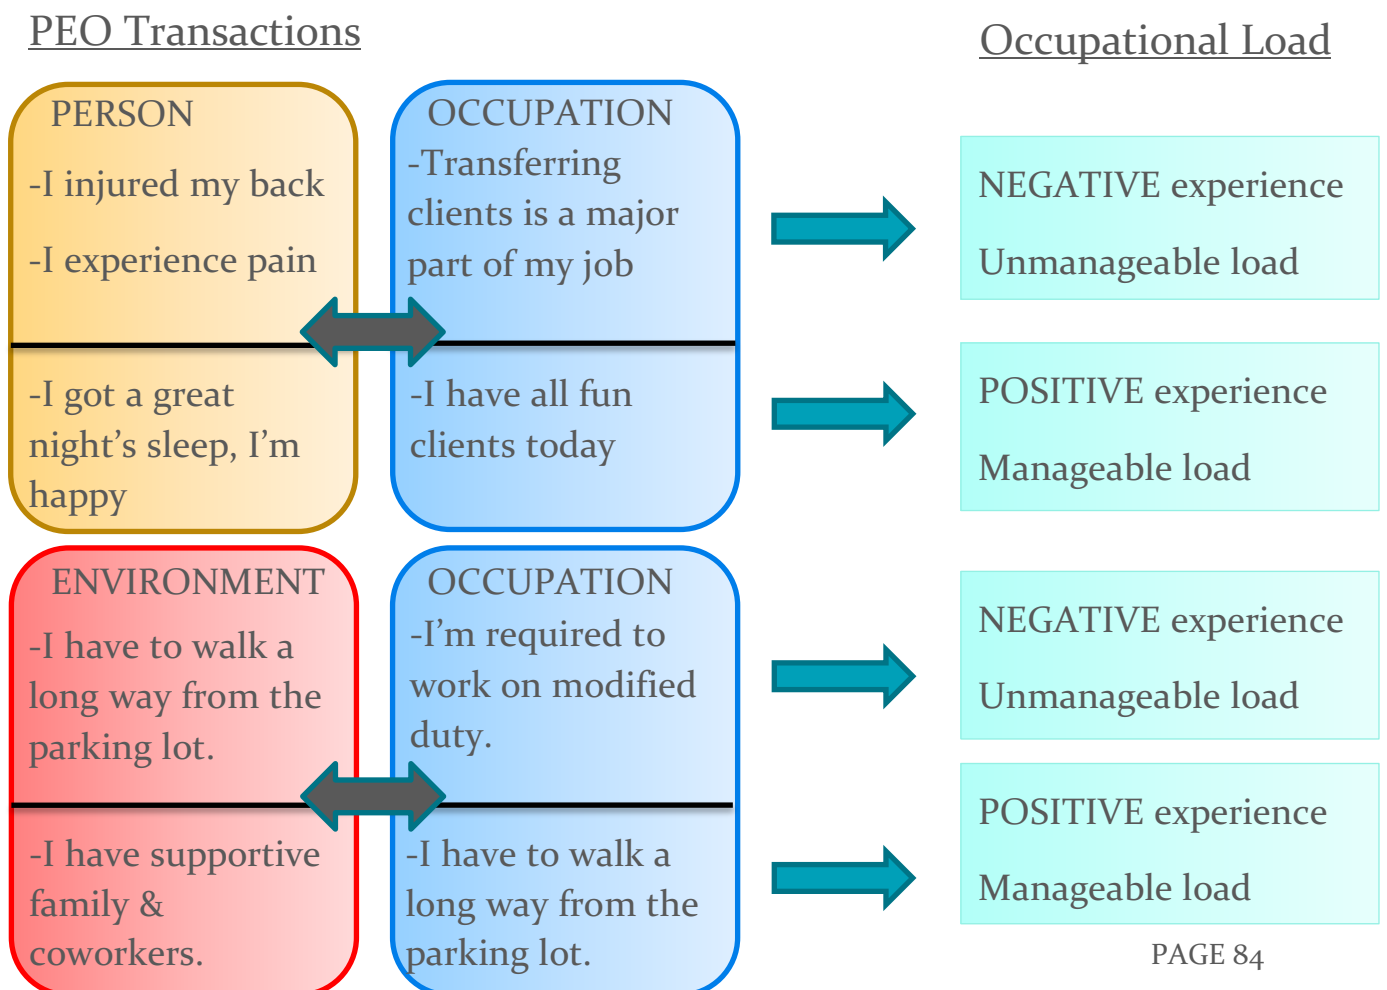 PEO Transactions
Occupational Load
PERSON
-I injured my back
-I experience pain
-I got a great
night's sleep, I'm
happy
OCCUPATION
-Transferring
clients is a major
part of my job
-I have all fun
clients today
NEGATIVE experience
Unmanageable load
POSITIVE experience
Manageable load
ENVIRONMENT
-I have to walk a
long way from the
parking lot.
-I have supportive
family &
coworkers.
OCCUPATION
-I'm required to
work on modified
duty.
-I have to walk a
long way from the
parking lot.
NEGATIVE experience
Unmanageable load
POSITIVE experience
Manageable load
PAGE 84